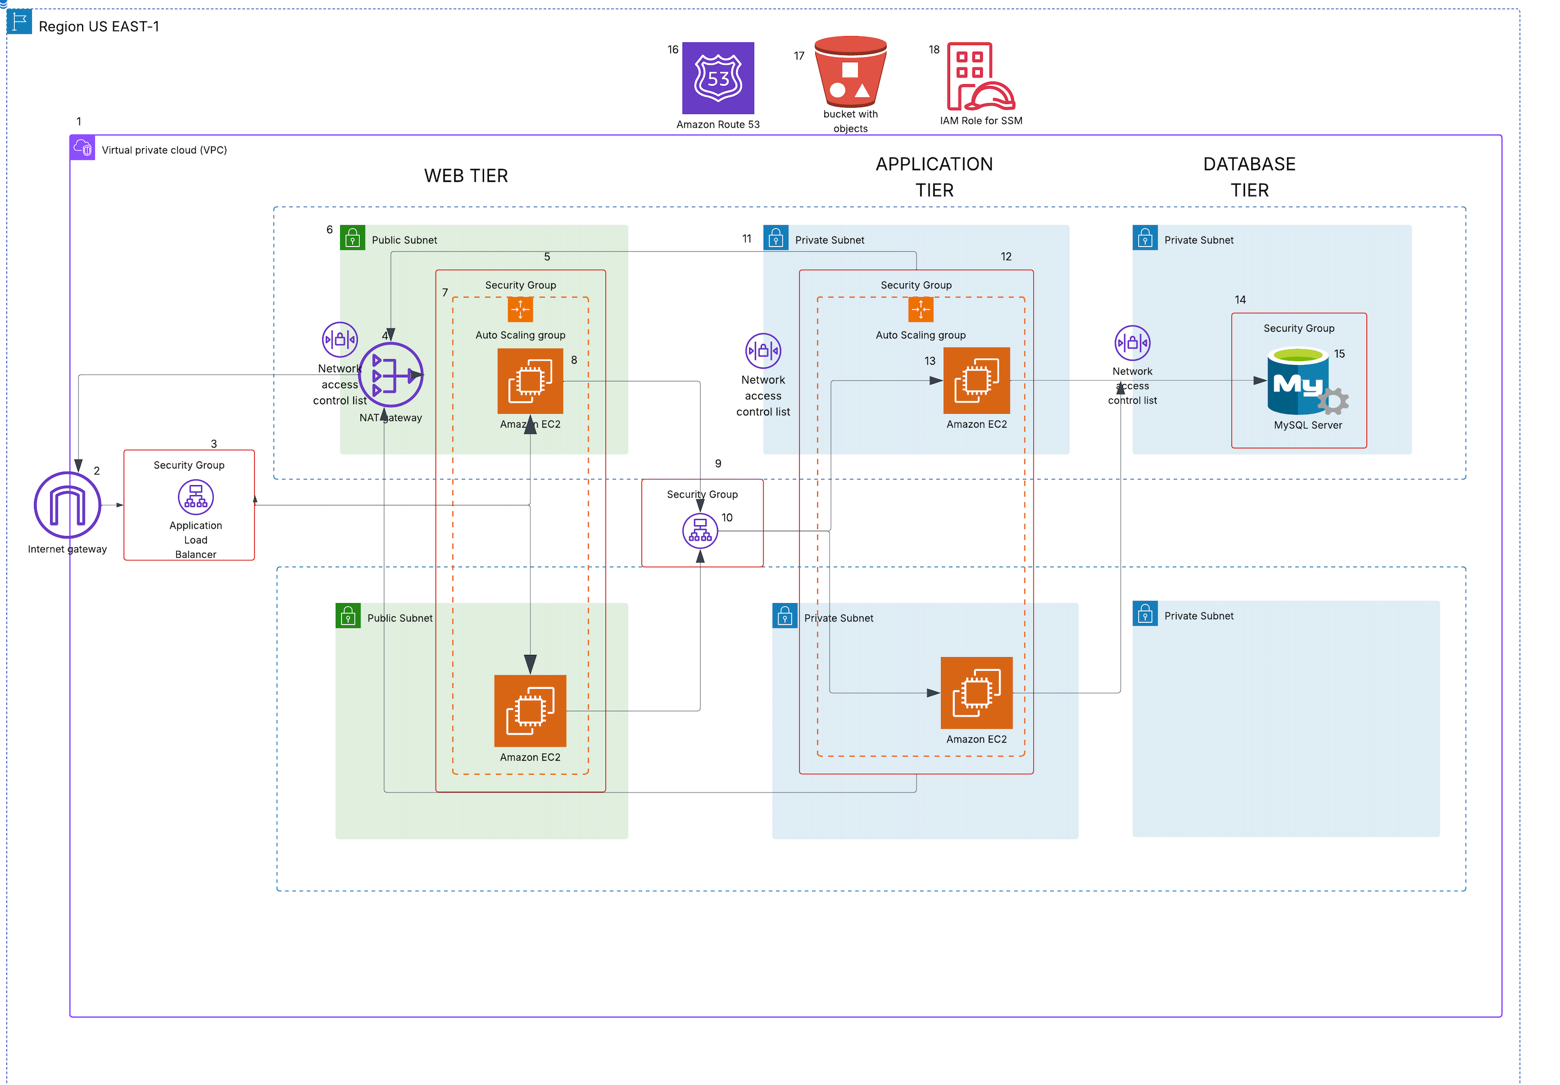 Region US EAST-1
16
53
Amazon Route 53
17
bucket with
objects
18
IAM Role for SSM
1
Virtual private cloud (VPC)
WEB TIER
APPLICATION
TIER
DATABASE
TIER
6
Public Subnet
5
Security Group
7
Auto Scaling group
8
Amazon EC2
4
Network
access
control list
NAT gateway
11
Private Subnet
12
Security Group
Auto Scaling group
13
Amazon EC2
Network
access
control list
Private Subnet
14
Security Group
15
My
MySQL Server
Network
access
control list
2
Internet gateway
3
Security Group
Application
Load
Balancer
9
Security Group
10
Public Subnet
Amazon EC2
Private Subnet
Amazon EC2
Private Subnet